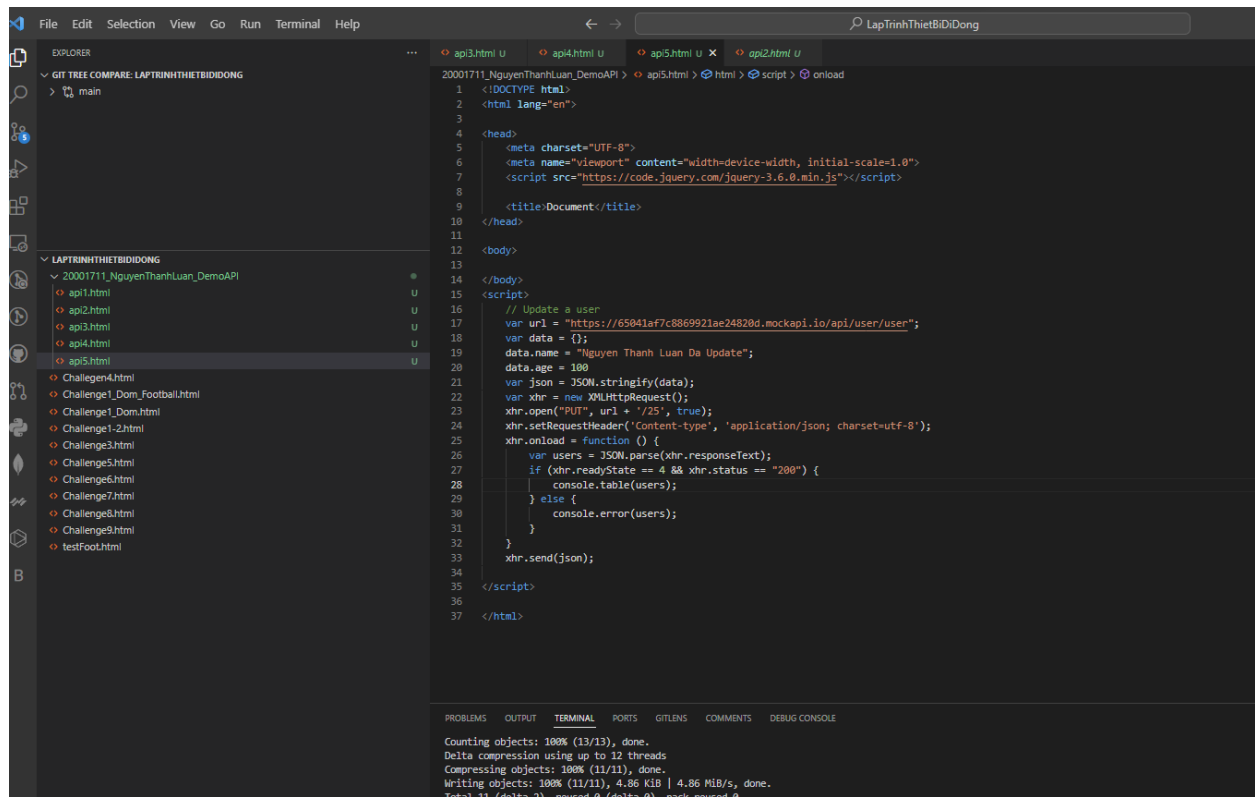 File Edit Selection View Go Run Terminal Help
LapTrinhThietBiDiDong
EXPLORER
GIT TREE COMPARE: LAPTRINHTHIETBIDIDONG
main
5
LAPTRINHTHIETBIDIDONG
20001711_NguyenThanhLuan_DemoAPI
api1.html U
api2.html U
api3.html U
api4.html U
api5.html U
Challegen4.html
Challenge1_Dom_Football.html
Challenge1_Dom.html
Challenge1-2.html
Challenge3.html
Challenge5.html
Challenge6.html
Challenge7.html
Challenge8.html
Challenge9.html
testFoot.html
B
api3.html U api4.html U api5.html U api2.html U
20001711_NguyenThanhLuan_DemoAPI > api5.html > html > script > onload
1 <!DOCTYPE html>
2 <html lang="en">
3
4 <head>
5 <meta charset="UTF-8">
6 <meta name="viewport" content="width=device-width, initial-scale=1.0">
7 <script src="https://code.jquery.com/jquery-3.6.0.min.js"></script>
8
9 <title>Document</title>
10 </head>
11
12 <body>
13
14 </body>
15 <script>
16 // Update a user
17 var url = "https://65041af7c8869921ae24820d.mockapi.io/api/user/user";
18 var data = {};
19 data.name = "Nguyen Thanh Luan Da Update";
20 data.age = 100
21 var json = JSON.stringify(data);
22 var xhr = new XMLHttpRequest();
23 xhr.open("PUT", url + '/25', true);
24 xhr.setRequestHeader('Content-type', 'application/json; charset=utf-8');
25 xhr.onload = function () {
26 var users = JSON.parse(xhr.responseText);
27 if (xhr.readyState == 4 && xhr.status == "200") {
28 console.table(users);
29 } else {
30 console.error(users);
31 }
32 }
33 xhr.send(json);
34
35 </script>
36
37 </html>
PROBLEMS OUTPUT TERMINAL PORTS GITLENS COMMENTS DEBUG CONSOLE
Counting objects: 100% (13/13), done.
Delta compression using up to 12 threads
Compressing objects: 100% (11/11), done.
Writing objects: 100% (11/11), 4.86 KiB | 4.86 MiB/s, done.
Total 11 (delta 2), reused 0 (delta 0), pack-reused 0